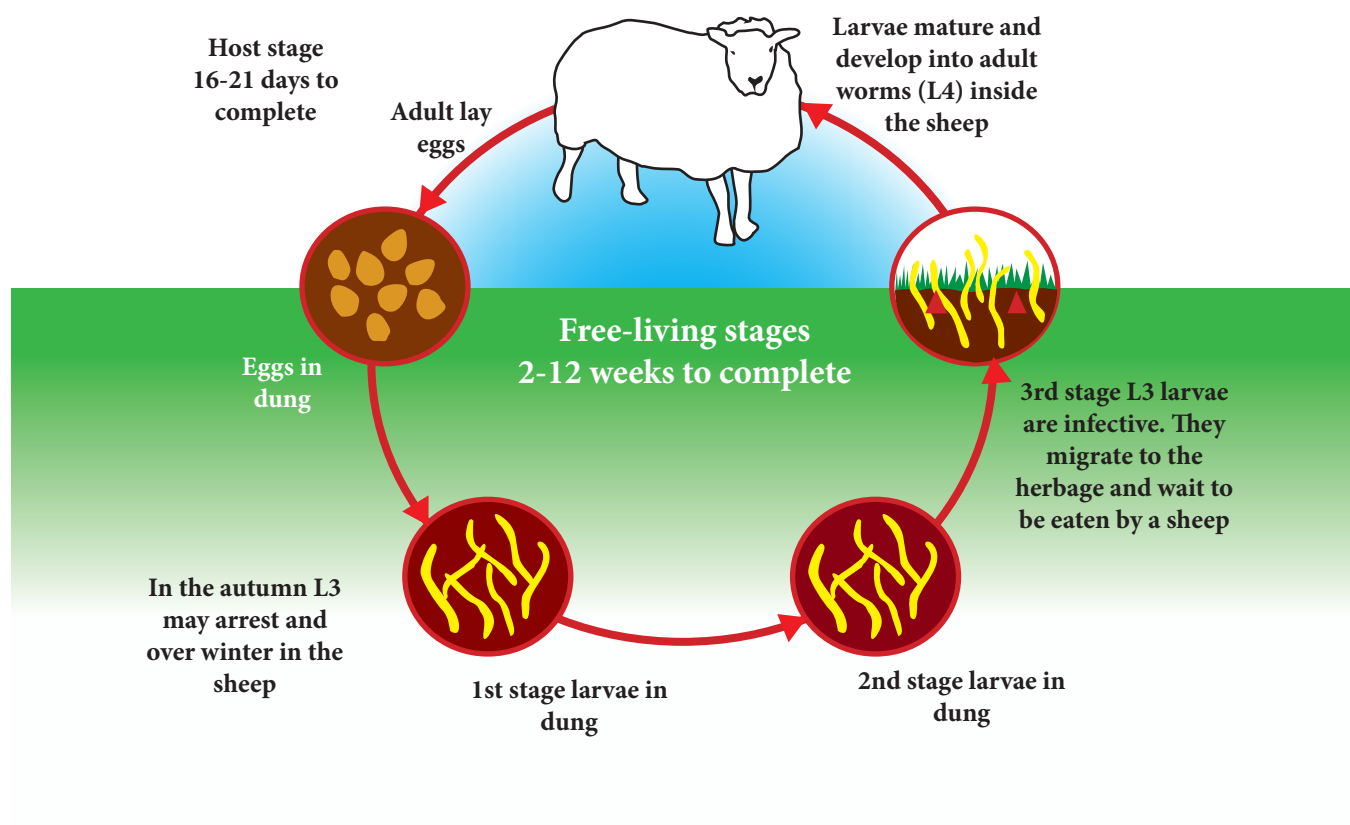 Host stage
16-21 days to
complete
Adult lay
eggs
Larvae mature and
develop into adult
worms (L4) inside
the sheep
Free-living stages
2-12 weeks to complete
Eggs in
dung
3rd stage L3 larvae
are infective. They
migrate to the
herbage and wait to
be eaten by a sheep
In the autumn L3
may arrest and
over winter in the
sheep
1st stage larvae in
dung
2nd stage larvae in
dung